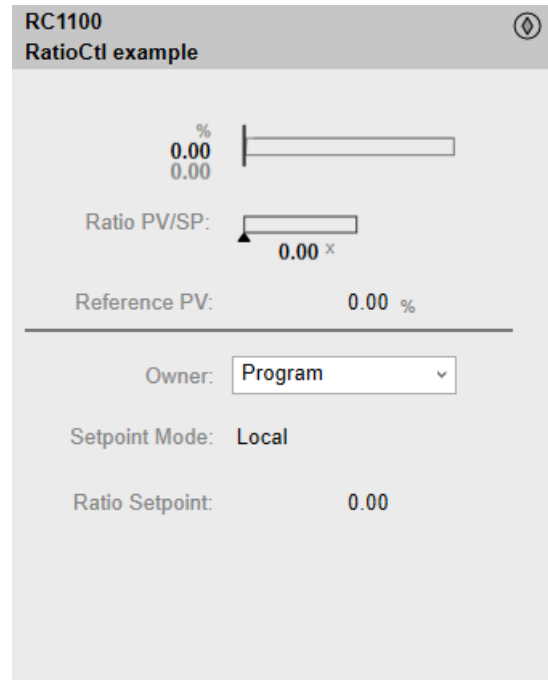 RC1100
RatioCtl example
%
0.00
0.00
Ratio PV/SP:
0.00 x
Reference PV: 0.00 %
Owner: Program
Setpoint Mode: Local
Ratio Setpoint: 0.00